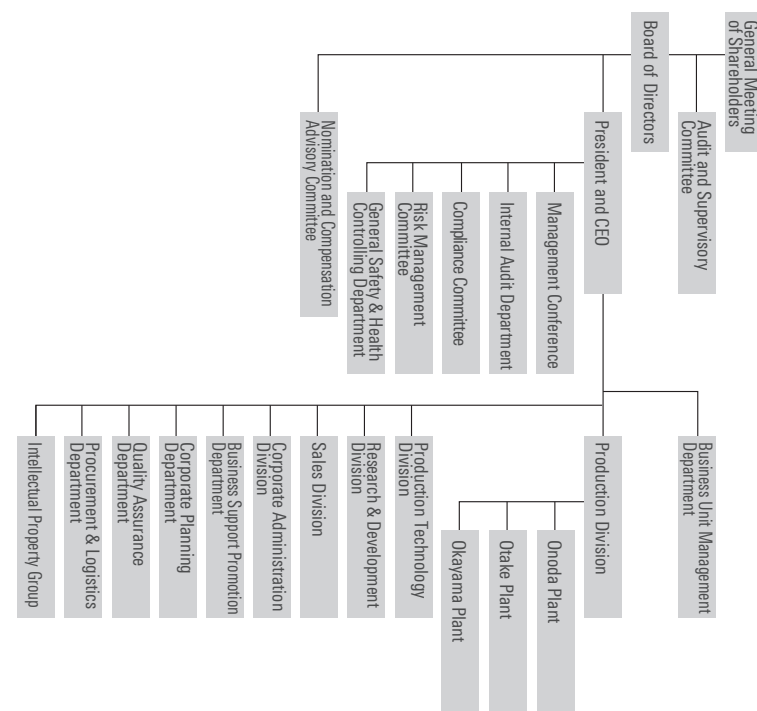 General Meeting
of Shareholders
Audit and Supervisory
Committee
Board of Directors
President and CEO
Nomination and Compensation
Advisory Committee
Management Conference
Internal Audit Department
Compliance Committee
Risk Management
Committee
General Safety & Health
Controlling Department
Business Unit Management
Department
Production Division
Onoda Plant
Otake Plant
Okayama Plant
Production Technology
Division
Research & Development
Division
Sales Division
Corporate Administration
Division
Business Support Promotion
Department
Corporate Planning
Department
Quality Assurance
Department
Procurement & Logistics
Department
Intellectual Property Group